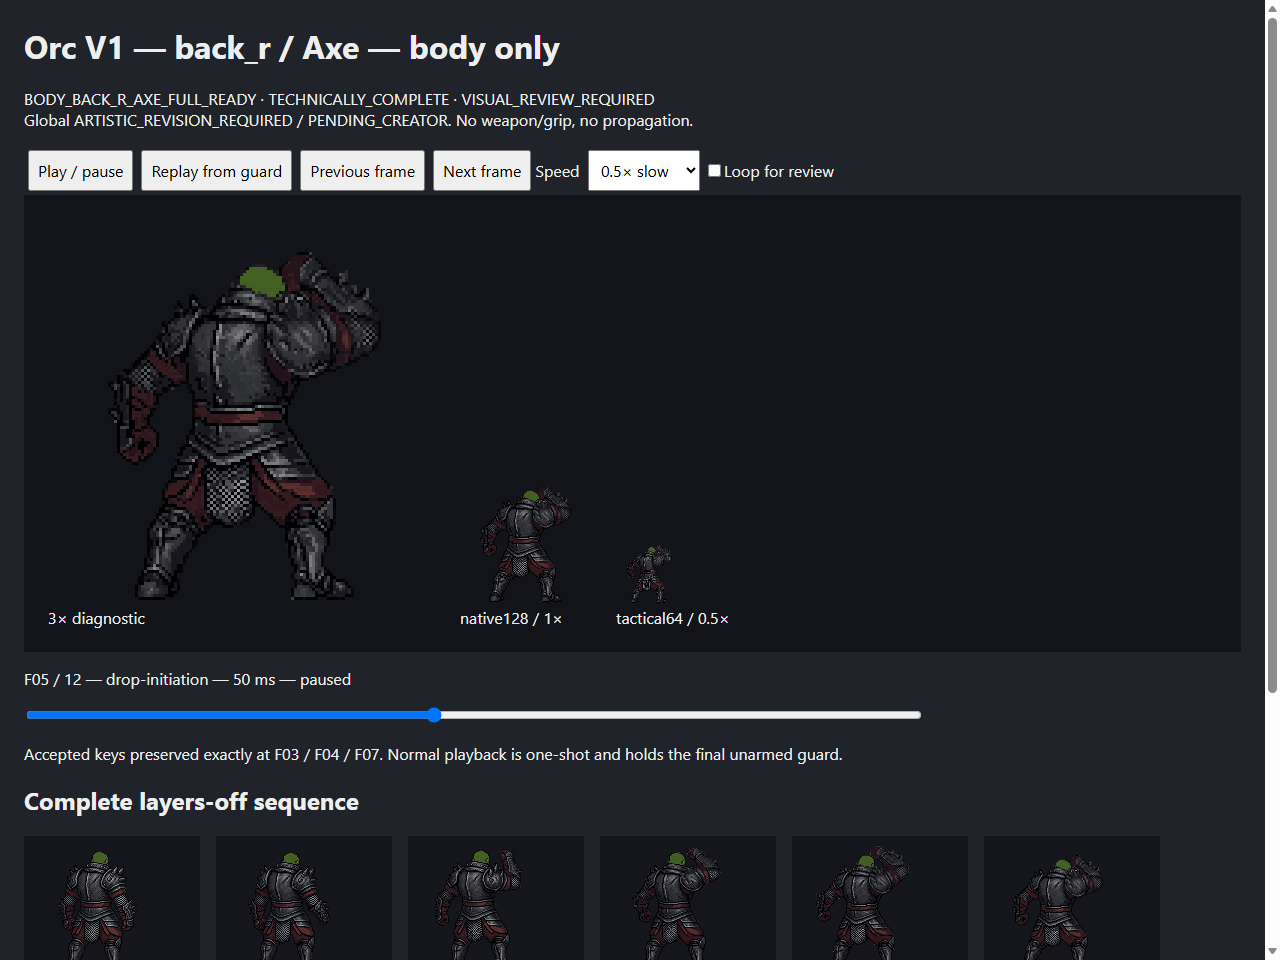 Orc V1 — back_r / Axe — body only
BODY_BACK_R_AXE_FULL_READY · TECHNICALLY_COMPLETE · VISUAL_REVIEW_REQUIRED
Global ARTISTIC_REVISION_REQUIRED / PENDING_CREATOR. No weapon/grip, no propagation.
Play / pause Replay from guard Previous frame Next frame Speed 0.5× slow Loop for review
3× diagnostic native128 / 1× tactical64 / 0.5×
F05 / 12 — drop-initiation — 50 ms — paused
Accepted keys preserved exactly at F03 / F04 / F07. Normal playback is one-shot and holds the final unarmed guard.
Complete layers-off sequence